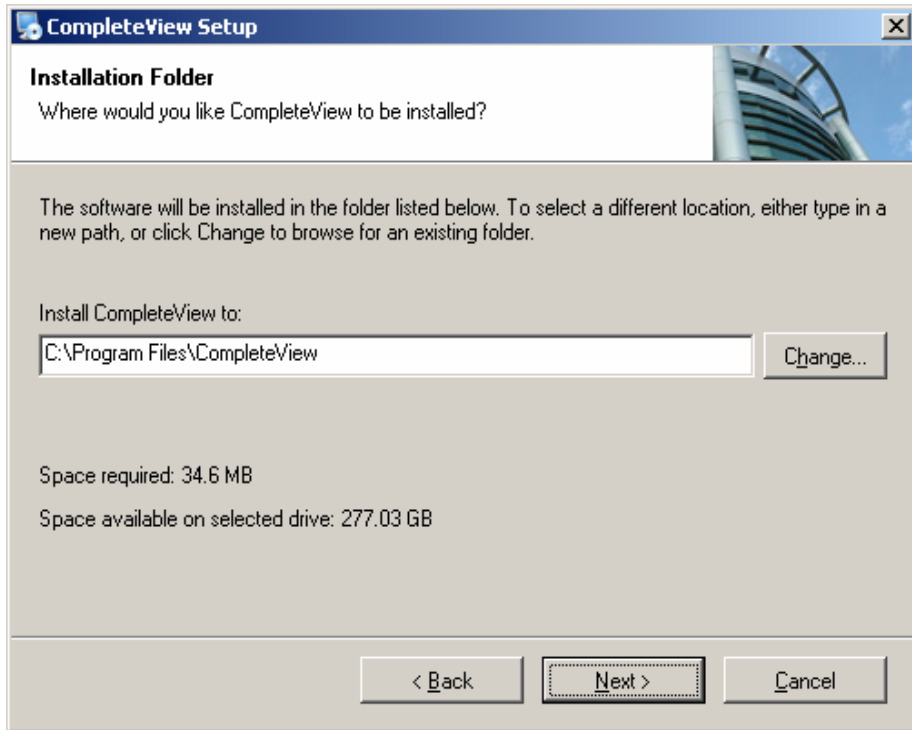 CompleteView Setup
Installation Folder
Where would you like CompleteView to be installed?
The software will be installed in the folder listed below. To select a different location, either type in a
new path, or click Change to browse for an existing folder.
Install CompleteView to:
C:\Program Files\CompleteView
Change...
Space required: 34.6 MB
Space available on selected drive: 277.03 GB
< Back
Next >
Cancel